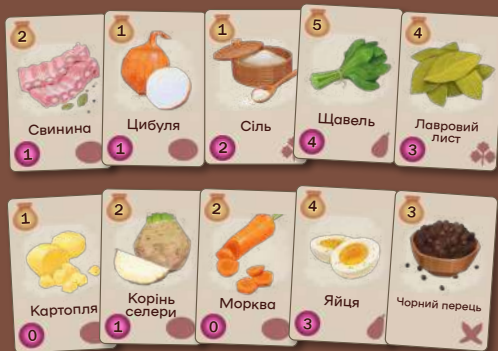 2
Свинина
1
1
Цибуля
1
1
Сіль
2
5
Щавель
4
4
Лавровий
лист
3
1
Картопля
0
2
Корінь
селери
1
2
Морква
0
4
Яйця
3
3
Чорний перець